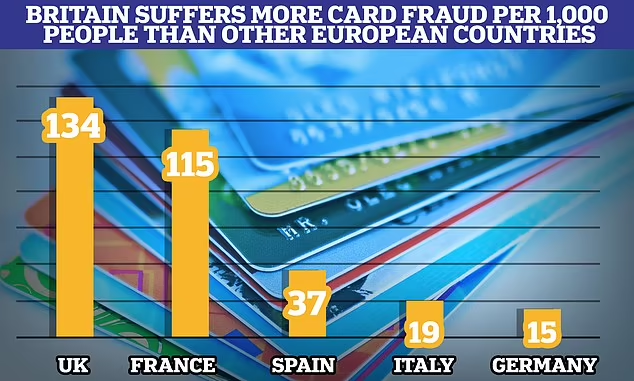 BRITAIN SUFFERS MORE CARD FRAUD PER 1,000
PEOPLE THAN OTHER EUROPEAN COUNTRIES
134
115
37
19
15
UK
FRANCE
SPAIN
ITALY
GERMANY